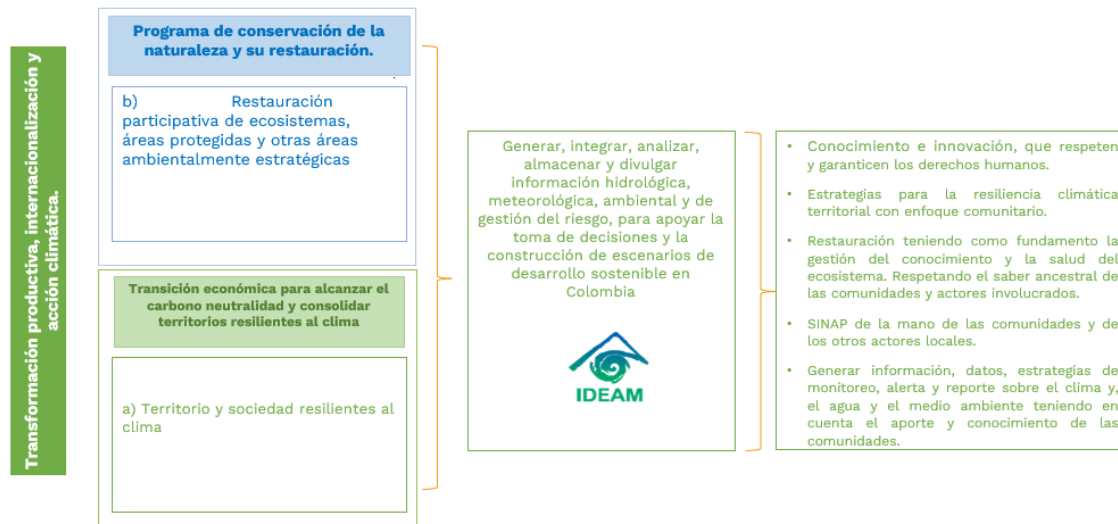 Transformación productiva, internacionalización y
acción climática.
Programa de conservación de la
naturaleza y su restauración.
b) Restauración
participativa de ecosistemas,
áreas protegidas y otras áreas
ambientalmente estratégicas
Transición económica para alcanzar el
carbono neutralidad y consolidar
territorios resilientes al clima
a) Territorio y sociedad resilientes al
clima
Generar, integrar, analizar,
almacenar y divulgar
información hidrológica,
meteorológica, ambiental y de
gestión del riesgo, para apoyar la
toma de decisiones y la
construcción de escenarios de
desarrollo sostenible en
Colombia
IDEAM
• Conocimiento e innovación, que respeten
y garanticen los derechos humanos.
• Estrategias para la resiliencia climática
territorial con enfoque comunitario.
• Restauración teniendo como fundamento la
gestión del conocimiento y la salud del
ecosistema. Respetando el saber ancestral de
las comunidades y actores involucrados.
• SINAP de la mano de las comunidades y de
los otros actores locales.
• Generar información, datos, estrategias de
monitoreo, alerta y reporte sobre el clima y,
el agua y el medio ambiente teniendo en
cuenta el aporte y conocimiento de las
comunidades.